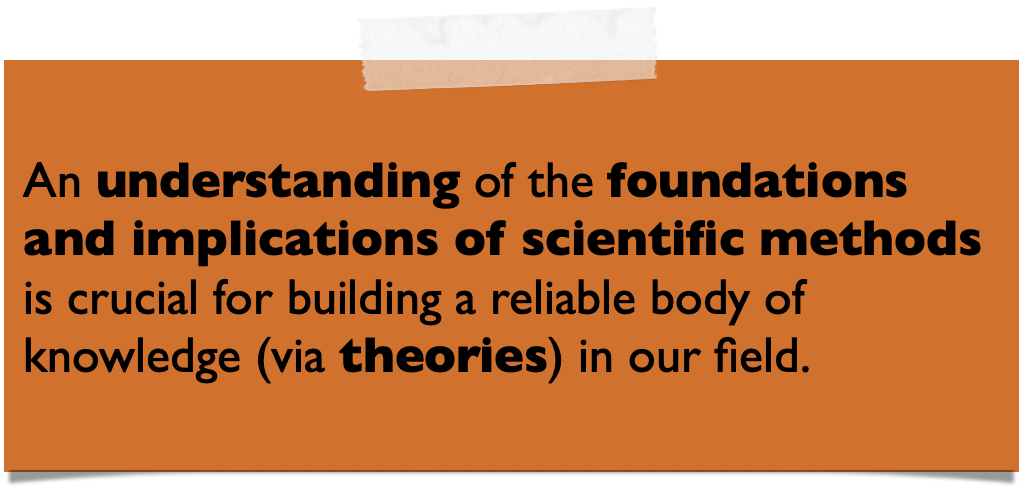 An understanding of the foundations
and implications of scientific methods
is crucial for building a reliable body of
knowledge (via theories) in our field.